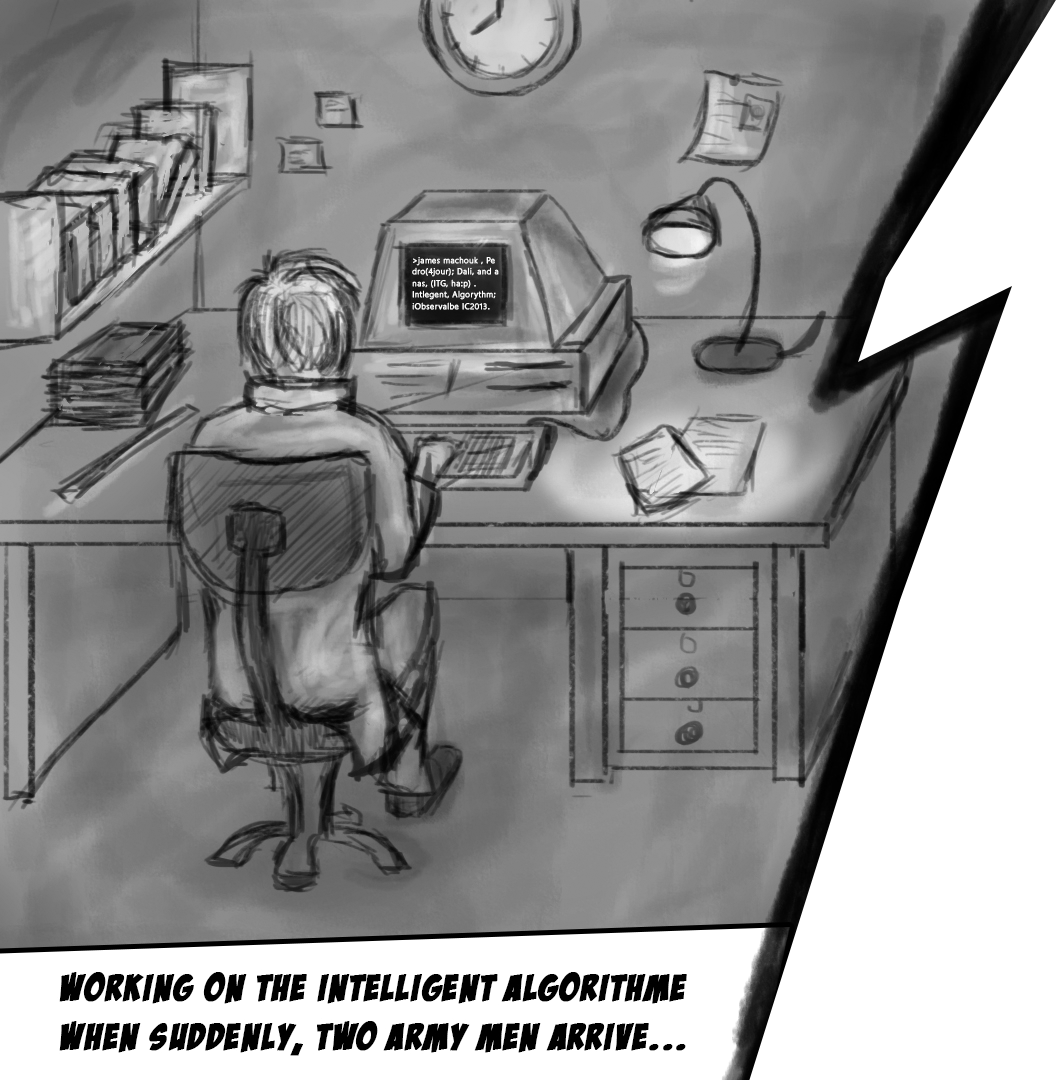 >james machouk , Pe
dro(4jour); Dali, and a
nas, (ITG, ha:p) .
Intlegent, Algorythm;
iObservalbe IC2013.
WORKING ON THE INTELLIGENT ALGORITHME
WHEN SUDDENLY, TWO ARMY MEN ARRIVE...